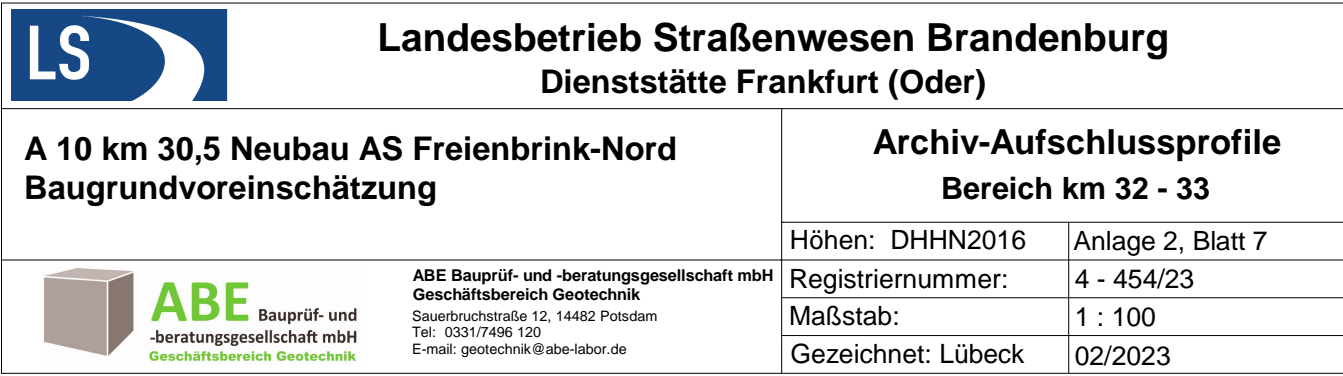 LS
Landesbetrieb Straßenwesen Brandenburg
Dienststätte Frankfurt (Oder)
A 10 km 30,5 Neubau AS Freienbrink-Nord
Baugrundvoreinschätzung
Archiv-Aufschlussprofile
Bereich km 32 - 33
Höhen: DHHN2016
Anlage 2, Blatt 7
ABE Bauprüf- und
-beratungsgesellschaft mbH
Geschäftsbereich Geotechnik
ABE Bauprüf- und -beratungsgesellschaft mbH
Geschäftsbereich Geotechnik
Sauerbruchstraße 12, 14482 Potsdam
Tel: 0331/7496 120
E-mail: geotechnik@abe-labor.de
Registriernummer: 4 - 454/23
Maßstab: 1 : 100
Gezeichnet: Lübeck 02/2023